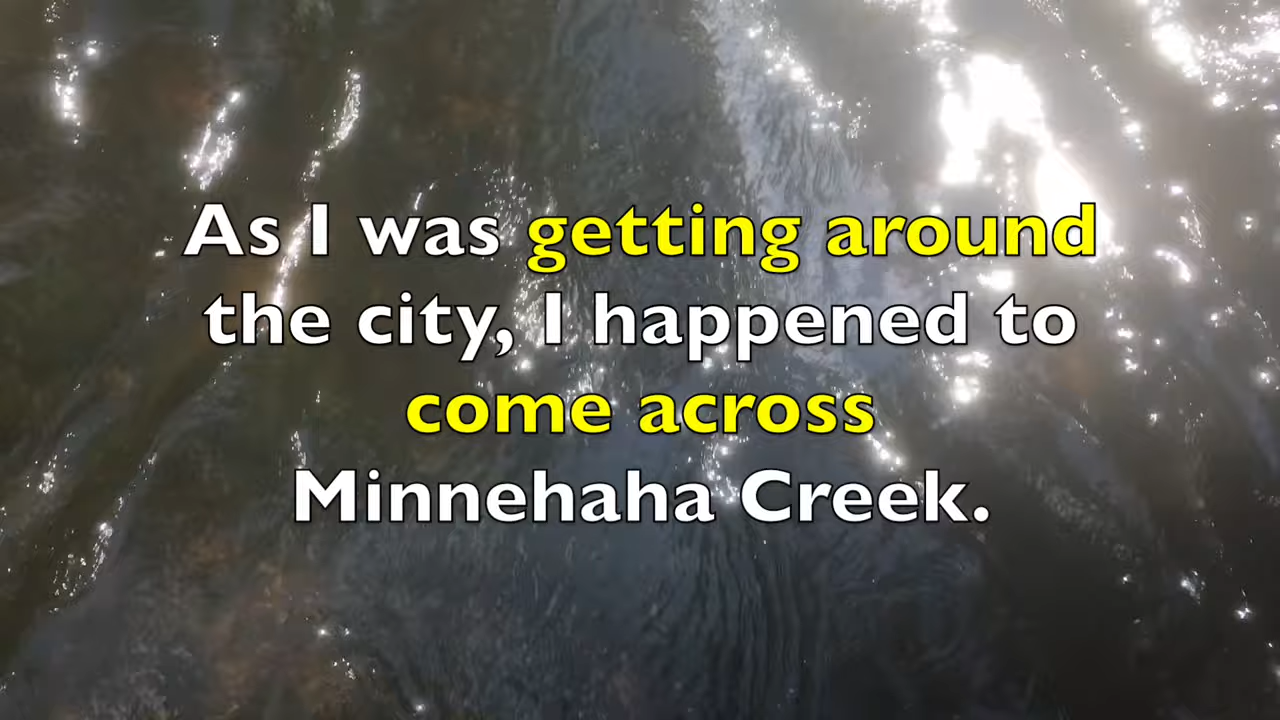 As I was getting around
the city, I happened to
come across
Minnehaha Creek.